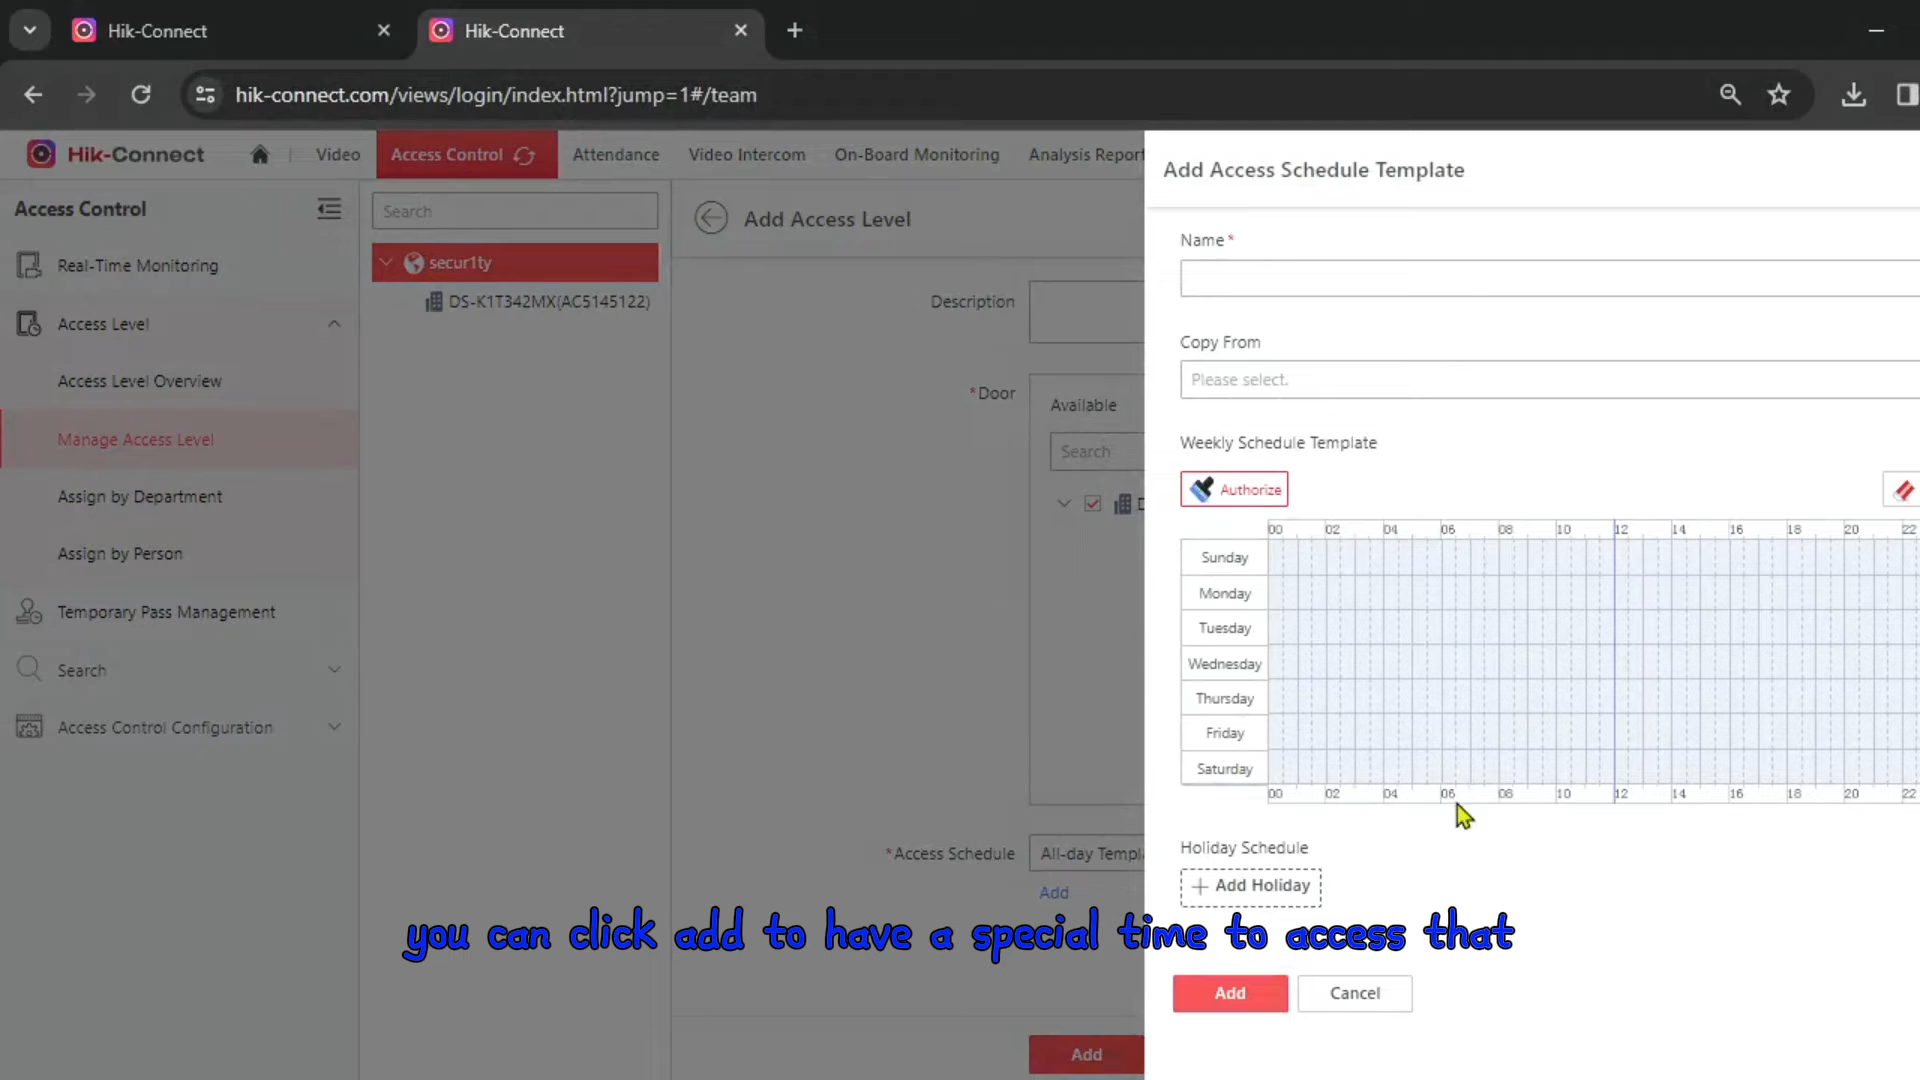 Hik-Connect
Hik-Connect
hik-connect.com/views/login/index.html?jump=1#/team
Hik-Connect
Video
Access Control
Attendance
Video Intercom
On-Board Monitoring
Analysis Report
Access Control
Real-Time Monitoring
Access Level
Access Level Overview
Manage Access Level
Assign by Department
Assign by Person
Temporary Pass Management
Search
Access Control Configuration
Search
secur1ty
DS-K1T342MX(AC5145122)
Add Access Level
Description
*Door
Available
Search
D
*Access Schedule
All-day Templa
Add
Add
Add Access Schedule Template
Name *
Copy From
Please select.
Weekly Schedule Template
Authorize
00 02 04 06 08 10 12 14 16 18 20 22
Sunday
Monday
Tuesday
Wednesday
Thursday
Friday
Saturday
00 02 04 06 08 10 12 14 16 18 20 22
Holiday Schedule
+ Add Holiday
you can click add to have a special time to access that
Add
Cancel